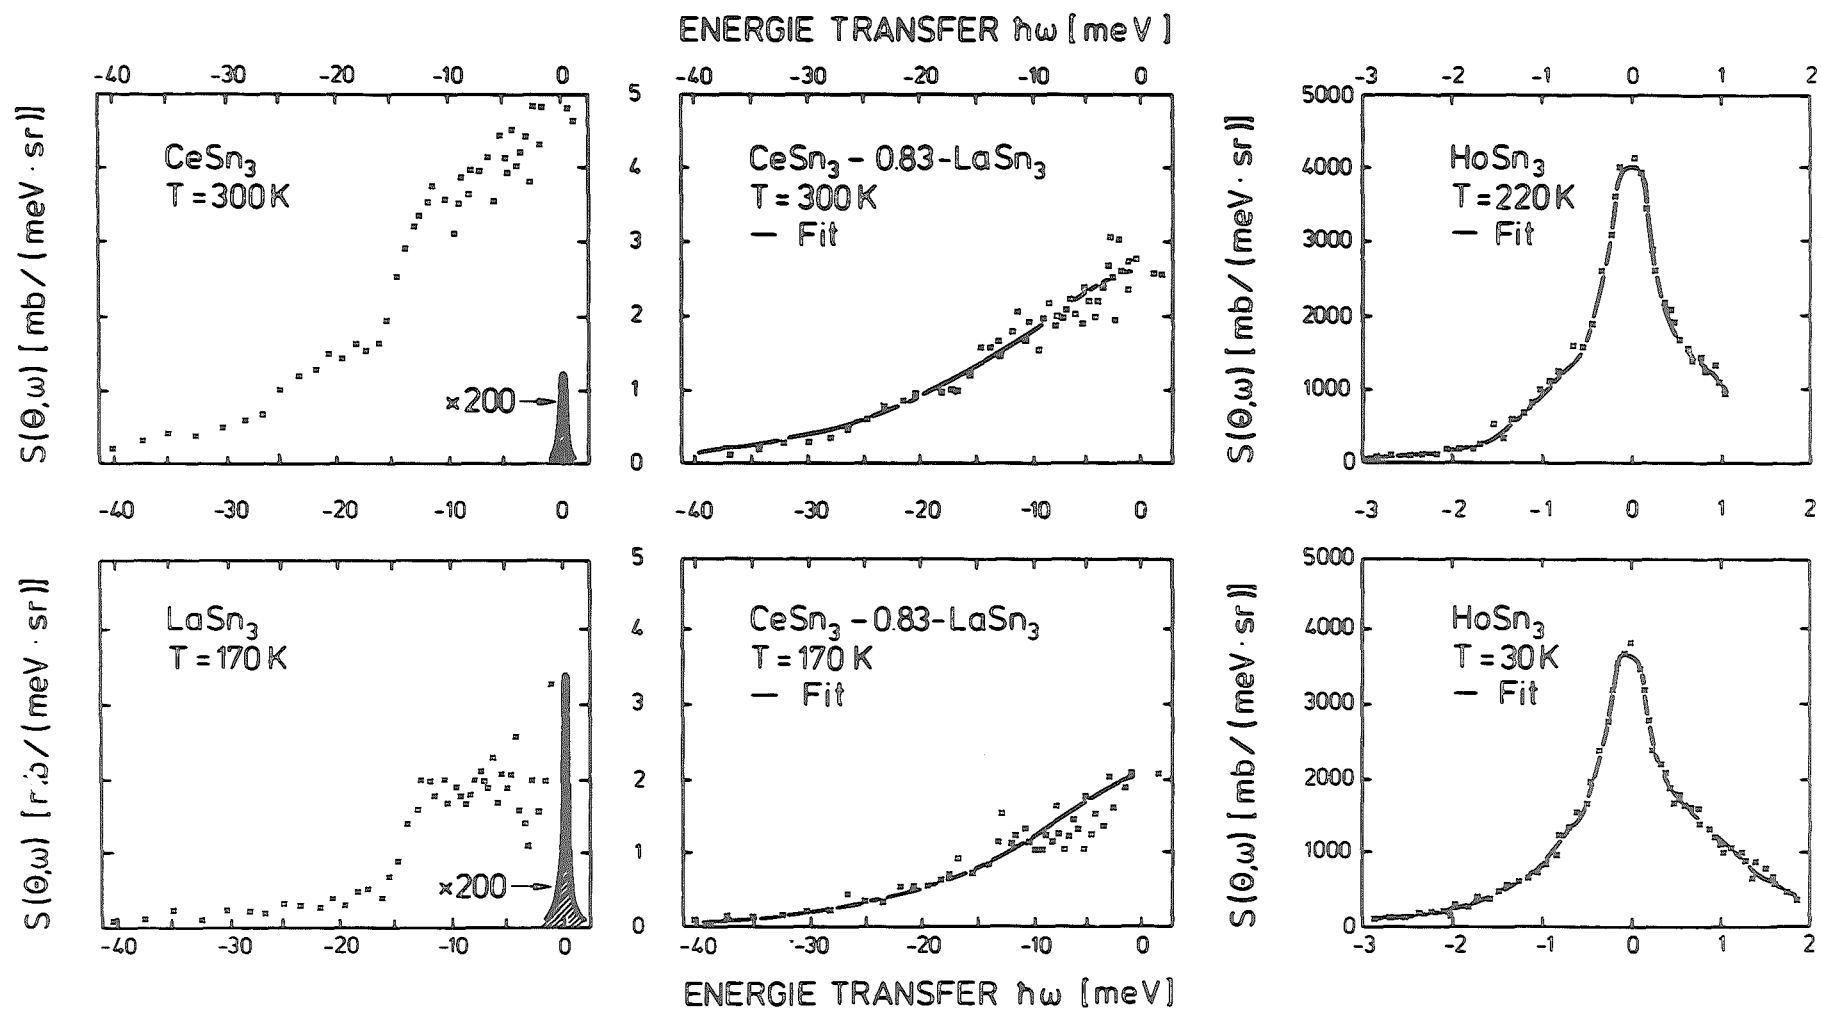 ENERGIE TRANSFER ħω [meV]
-40 -30 -20 -10 0
-40 -30 -20 -10 0
-3 -2 -1 0 1 2
S(Θ,ω) [mb/(meV·sr)]
CeSn3
T=300K
×200
5
4
3
2
1
0
CeSn3-0.83-LaSn3
T=300K
— Fit
S(Θ,ω) [mb/(meV·sr)]
5000
4000
3000
2000
1000
0
HoSn3
T=220K
— Fit
-40 -30 -20 -10 0
-40 -30 -20 -10 0
-3 -2 -1 0 1 2
S(Θ,ω) [mb/(meV·sr)]
LaSn3
T=170K
×200
5
4
3
2
1
0
CeSn3-0.83-LaSn3
T=170K
— Fit
S(Θ,ω) [mb/(meV·sr)]
5000
4000
3000
2000
1000
0
HoSn3
T=30K
— Fit
-40 -30 -20 -10 0
-40 -30 -20 -10 0
-3 -2 -1 0 1 2
ENERGIE TRANSFER ħω [meV]